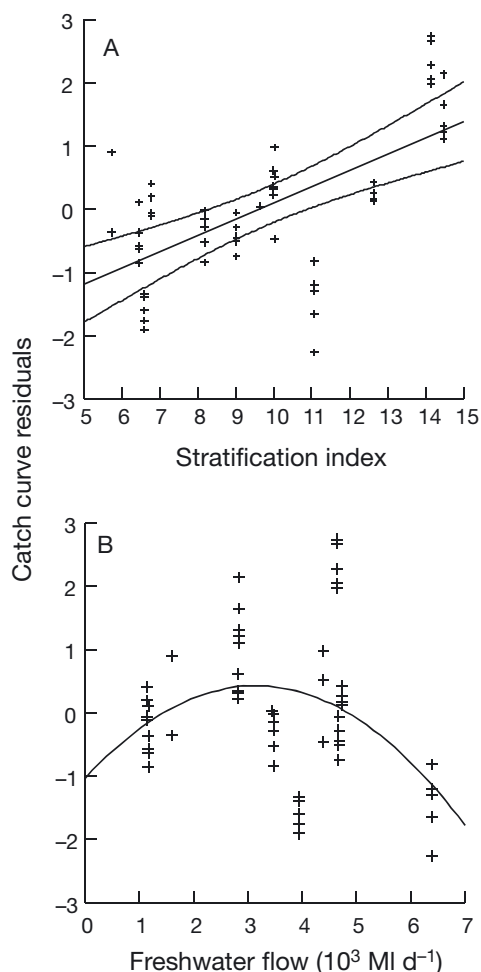 Catch curve residuals
A
3
2
1
0
–1
–2
–3
5 6 7 8 9 10 11 12 13 14 15
Stratification index
B
3
2
1
0
–1
–2
–3
0 1 2 3 4 5 6 7
Freshwater flow (10³ Ml d⁻¹)